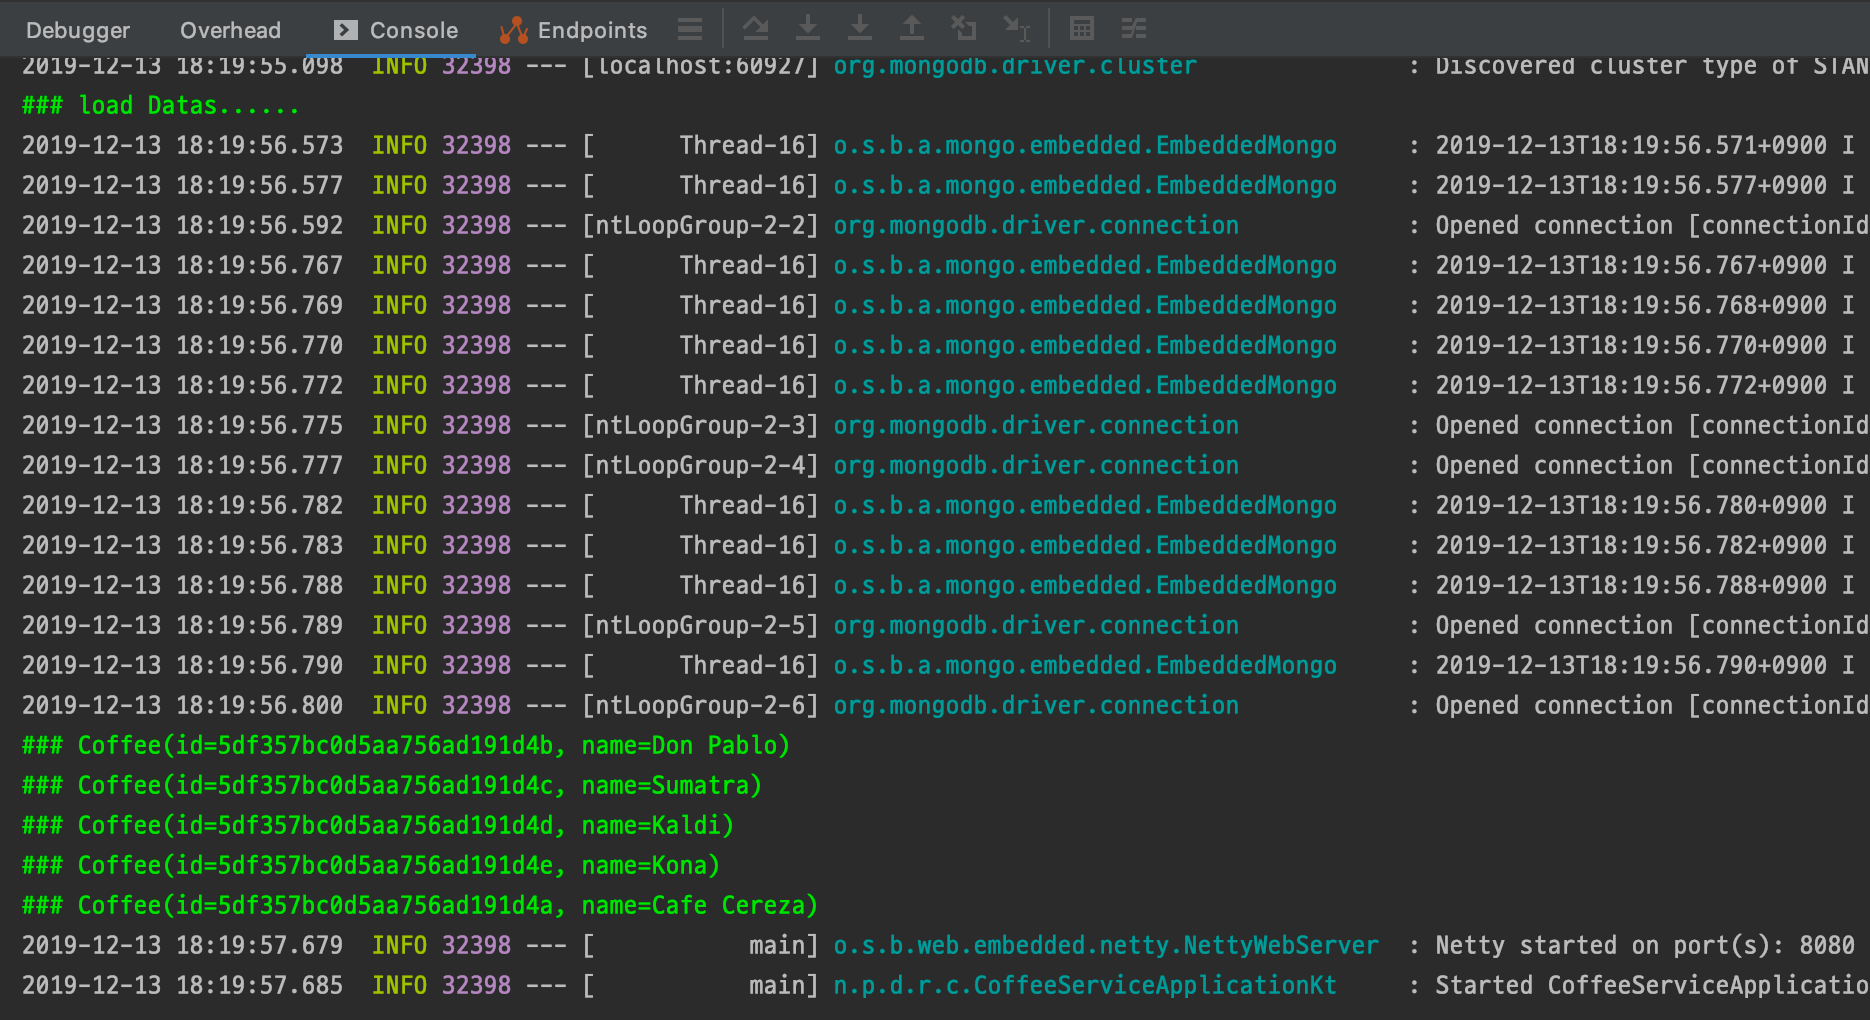 Debugger Overhead Console Endpoints
2019-12-13 18:19:55.098 INFO 32398 --- [localhost:60927] org.mongodb.driver.cluster : Discovered cluster type of STAN
### load Datas......
2019-12-13 18:19:56.573 INFO 32398 --- [ Thread-16] o.s.b.a.mongo.embedded.EmbeddedMongo : 2019-12-13T18:19:56.571+0900 I
2019-12-13 18:19:56.577 INFO 32398 --- [ Thread-16] o.s.b.a.mongo.embedded.EmbeddedMongo : 2019-12-13T18:19:56.577+0900 I
2019-12-13 18:19:56.592 INFO 32398 --- [ntLoopGroup-2-2] org.mongodb.driver.connection : Opened connection [connectionId
2019-12-13 18:19:56.767 INFO 32398 --- [ Thread-16] o.s.b.a.mongo.embedded.EmbeddedMongo : 2019-12-13T18:19:56.767+0900 I
2019-12-13 18:19:56.769 INFO 32398 --- [ Thread-16] o.s.b.a.mongo.embedded.EmbeddedMongo : 2019-12-13T18:19:56.768+0900 I
2019-12-13 18:19:56.770 INFO 32398 --- [ Thread-16] o.s.b.a.mongo.embedded.EmbeddedMongo : 2019-12-13T18:19:56.770+0900 I
2019-12-13 18:19:56.772 INFO 32398 --- [ Thread-16] o.s.b.a.mongo.embedded.EmbeddedMongo : 2019-12-13T18:19:56.772+0900 I
2019-12-13 18:19:56.775 INFO 32398 --- [ntLoopGroup-2-3] org.mongodb.driver.connection : Opened connection [connectionId
2019-12-13 18:19:56.777 INFO 32398 --- [ntLoopGroup-2-4] org.mongodb.driver.connection : Opened connection [connectionId
2019-12-13 18:19:56.782 INFO 32398 --- [ Thread-16] o.s.b.a.mongo.embedded.EmbeddedMongo : 2019-12-13T18:19:56.780+0900 I
2019-12-13 18:19:56.783 INFO 32398 --- [ Thread-16] o.s.b.a.mongo.embedded.EmbeddedMongo : 2019-12-13T18:19:56.782+0900 I
2019-12-13 18:19:56.788 INFO 32398 --- [ Thread-16] o.s.b.a.mongo.embedded.EmbeddedMongo : 2019-12-13T18:19:56.788+0900 I
2019-12-13 18:19:56.789 INFO 32398 --- [ntLoopGroup-2-5] org.mongodb.driver.connection : Opened connection [connectionId
2019-12-13 18:19:56.790 INFO 32398 --- [ Thread-16] o.s.b.a.mongo.embedded.EmbeddedMongo : 2019-12-13T18:19:56.790+0900 I
2019-12-13 18:19:56.800 INFO 32398 --- [ntLoopGroup-2-6] org.mongodb.driver.connection : Opened connection [connectionId
### Coffee(id=5df357bc0d5aa756ad191d4b, name=Don Pablo)
### Coffee(id=5df357bc0d5aa756ad191d4c, name=Sumatra)
### Coffee(id=5df357bc0d5aa756ad191d4d, name=Kaldi)
### Coffee(id=5df357bc0d5aa756ad191d4e, name=Kona)
### Coffee(id=5df357bc0d5aa756ad191d4a, name=Cafe Cereza)
2019-12-13 18:19:57.679 INFO 32398 --- [ main] o.s.b.web.embedded.netty.NettyWebServer : Netty started on port(s): 8080
2019-12-13 18:19:57.685 INFO 32398 --- [ main] n.p.d.r.c.CoffeeServiceApplicationKt : Started CoffeeServiceApplicatio